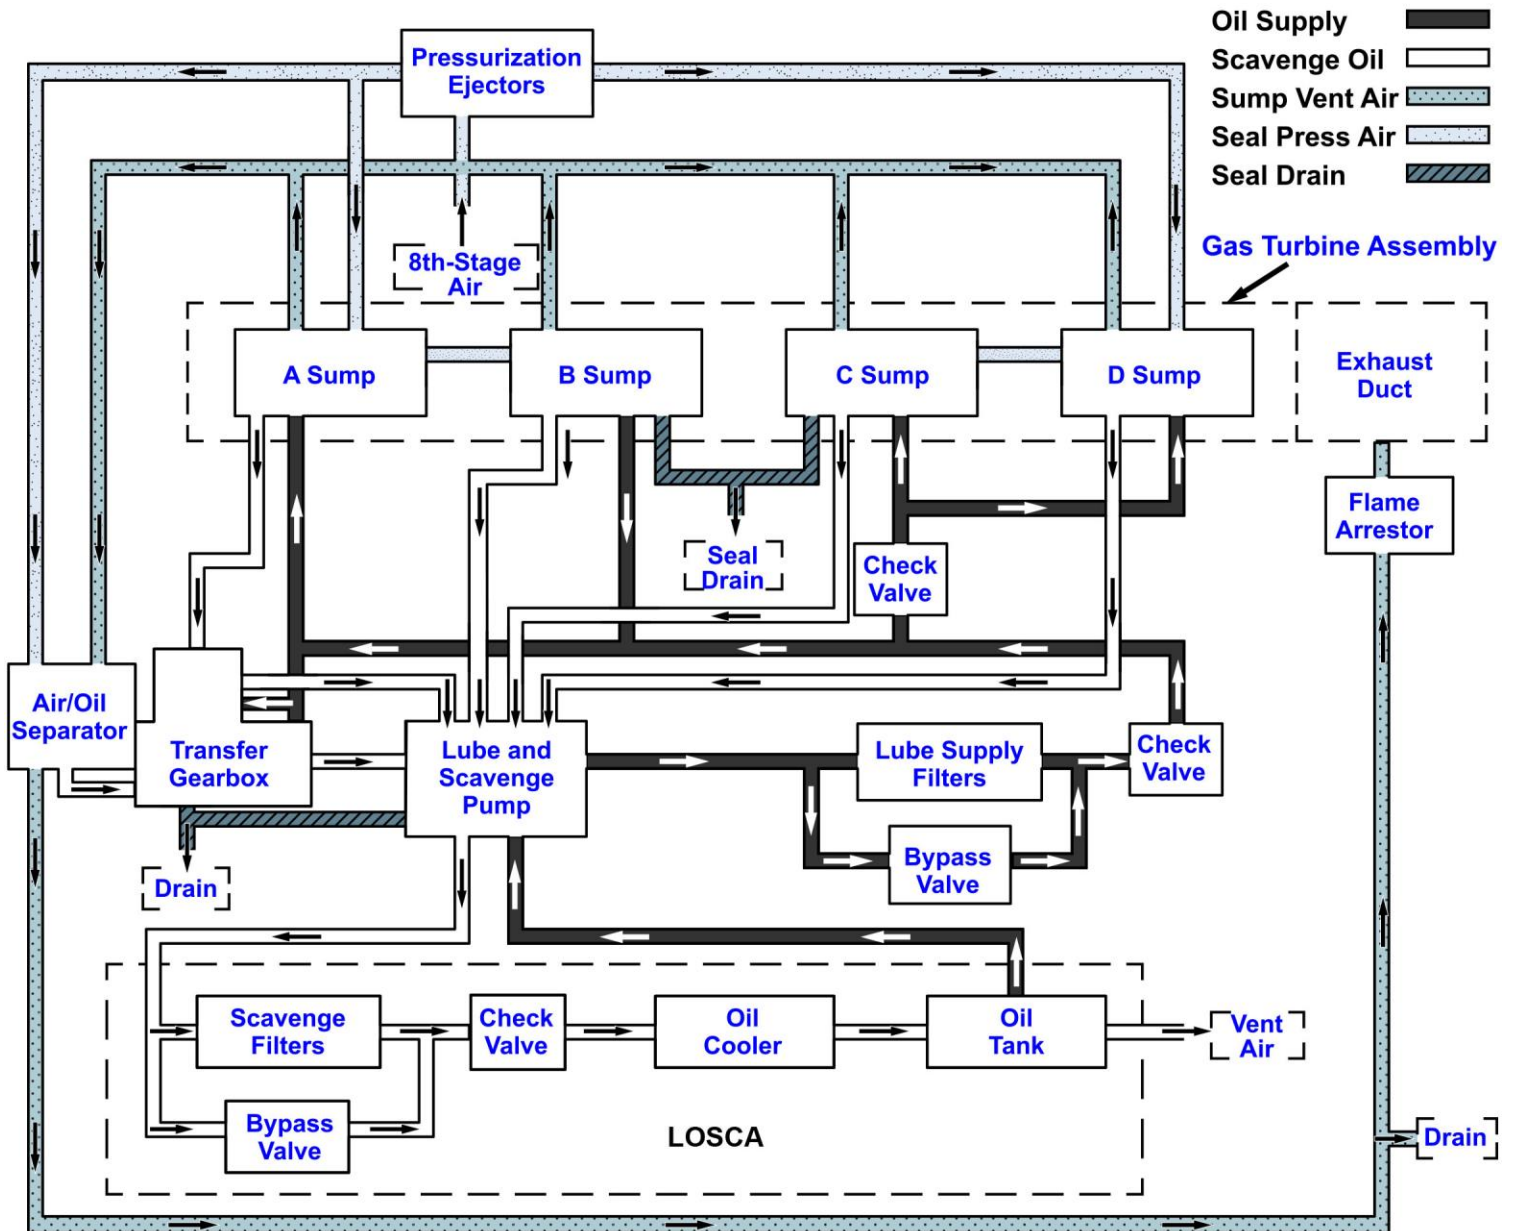 Oil Supply
Scavenge Oil
Sump Vent Air
Seal Press Air
Seal Drain
Pressurization
Ejectors
8th-Stage
Air
Gas Turbine Assembly
A Sump
B Sump
C Sump
D Sump
Exhaust
Duct
Flame
Arrestor
Seal
Drain
Check
Valve
Air/Oil
Separator
Transfer
Gearbox
Lube and
Scavenge
Pump
Lube Supply
Filters
Check
Valve
Bypass
Valve
Drain
Scavenge
Filters
Check
Valve
Oil
Cooler
Oil
Tank
Vent
Air
Bypass
Valve
LOSCA
Drain